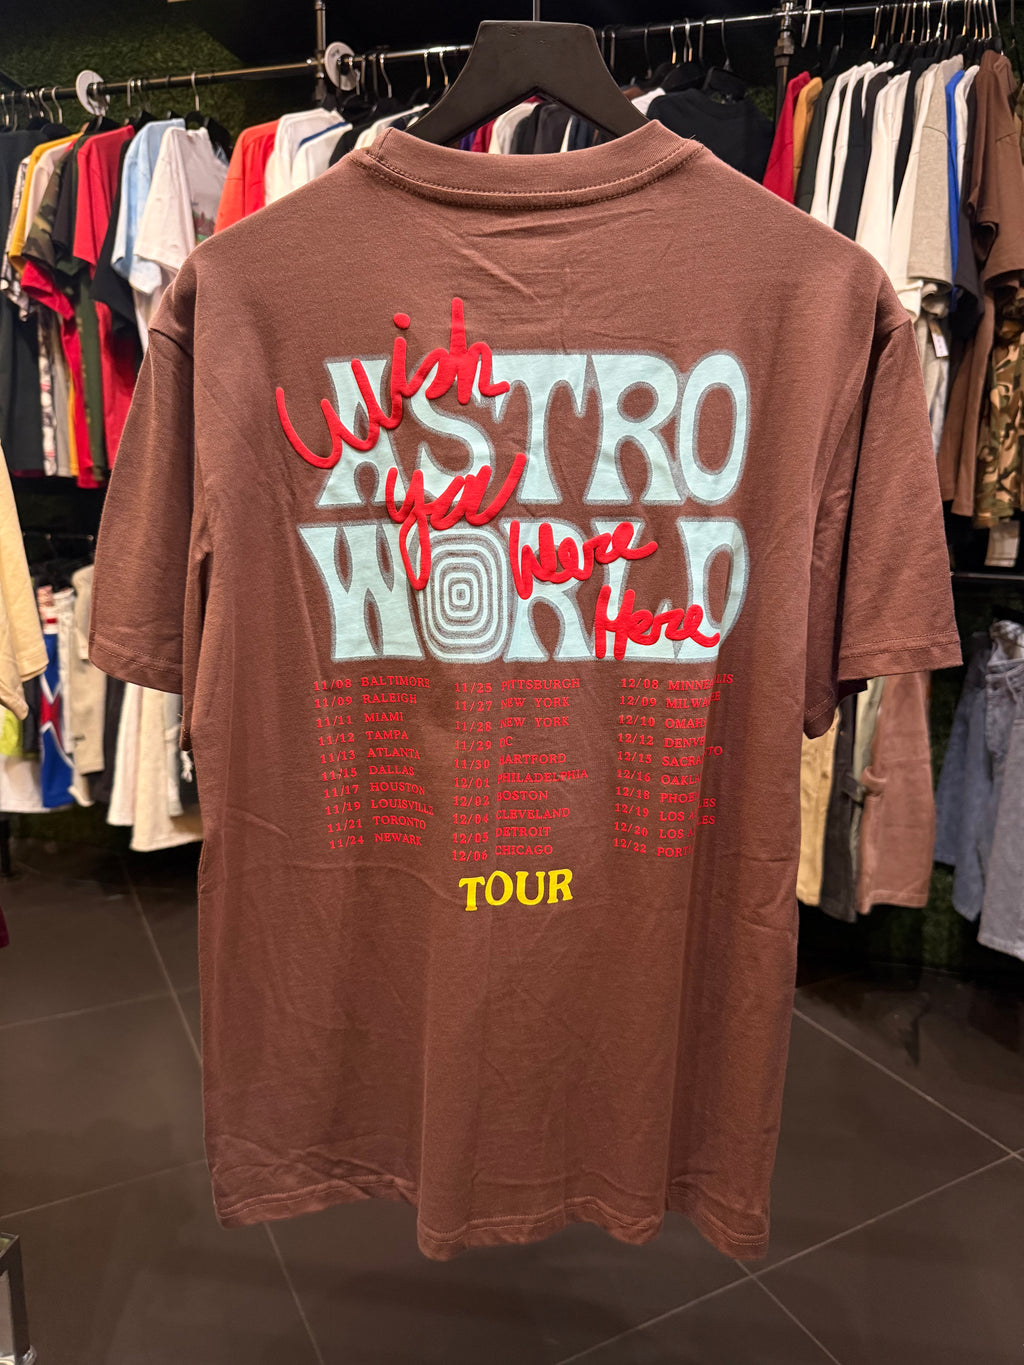 Wish
ASTRO
you
WORLD
Were
Here
11/08 BALTIMORE
11/09 RALEIGH
11/11 MIAMI
11/12 TAMPA
11/13 ATLANTA
11/15 DALLAS
11/17 HOUSTON
11/19 LOUISVILLE
11/21 TORONTO
11/24 NEWARK
11/25 PITTSBURGH
11/27 NEW YORK
11/28 NEW YORK
11/29 DC
11/30 HARTFORD
12/01 PHILADELPHIA
12/02 BOSTON
12/04 CLEVELAND
12/05 DETROIT
12/06 CHICAGO
12/08
12/09
12/10
12/12
12/15
12/16
12/18
12/19 LOS
12/20 LOS
12/22
TOUR